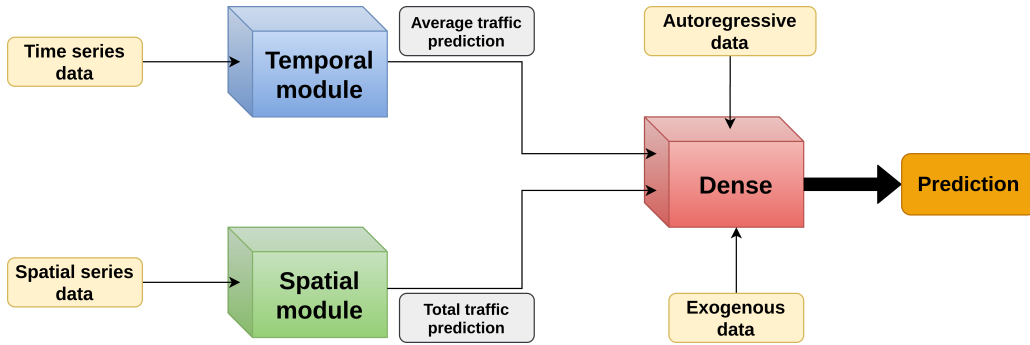 Time series
data
Temporal
module
Average traffic
prediction
Autoregressive
data
Dense
Prediction
Spatial series
data
Spatial
module
Total traffic
prediction
Exogenous
data